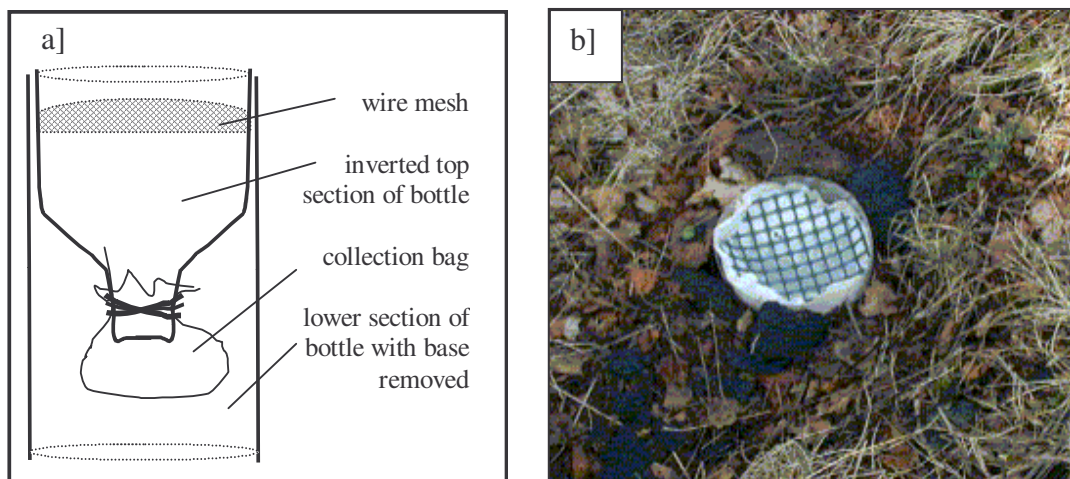 a]
wire mesh
inverted top
section of bottle
collection bag
lower section of
bottle with base
removed
b]